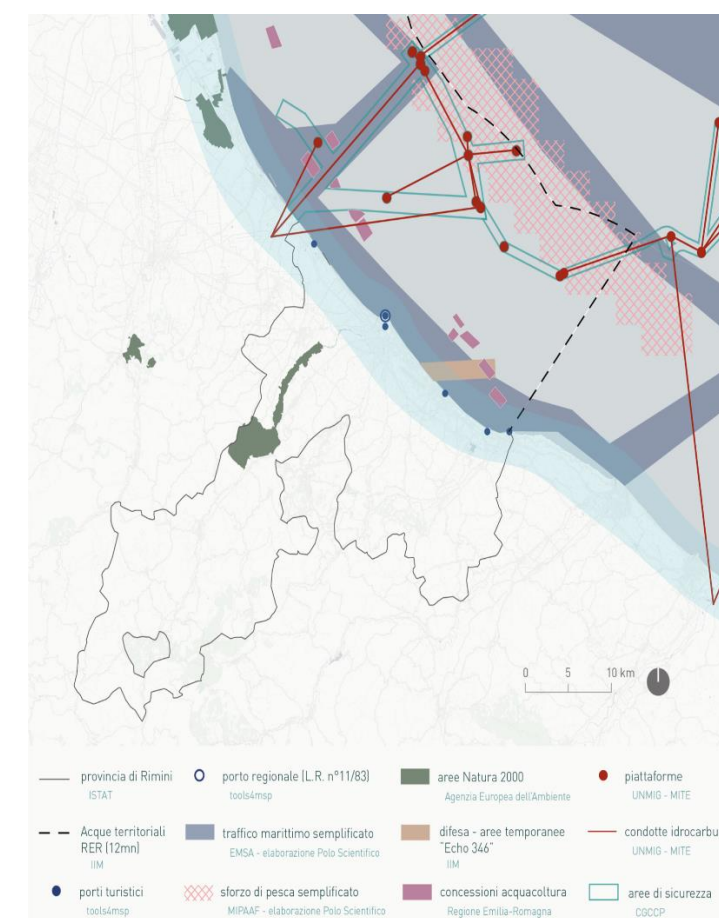 0 5 10 km
provincia di Rimini
ISTAT
porto regionale (L.R. n°11/83)
tools4msp
aree Natura 2000
Agenzia Europea dell'Ambiente
piattaforme
UNMIG - MITE
Acque territoriali
RER (12mn)
IIM
traffico marittimo semplificato
EMSA - elaborazione Polo Scientifico
difesa - aree temporanee
"Echo 346"
IIM
condotte idrocarbu
UNMIG - MITE
porti turistici
tools4msp
sforzo di pesca semplificato
MIPAAF - elaborazione Polo Scientifico
concessioni acquacoltura
Regione Emilia-Romagna
aree di sicurezza
CGCCP